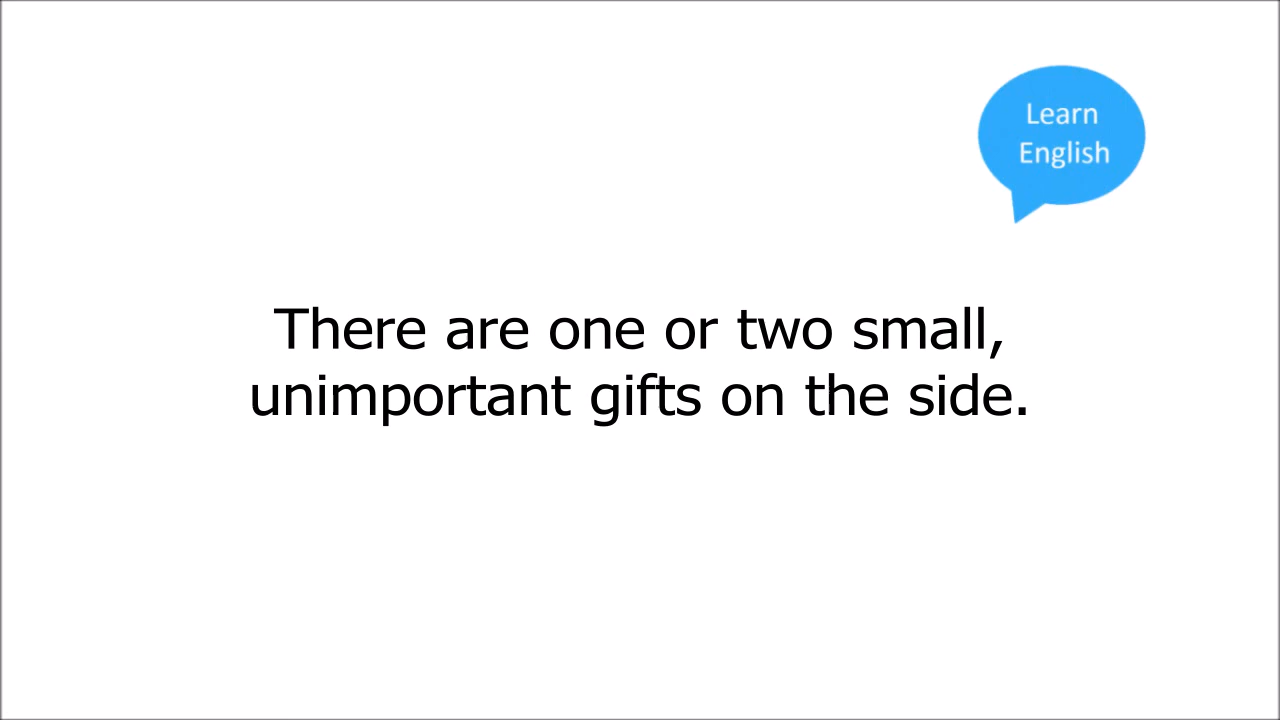 Learn
English
There are one or two small,
unimportant gifts on the side.